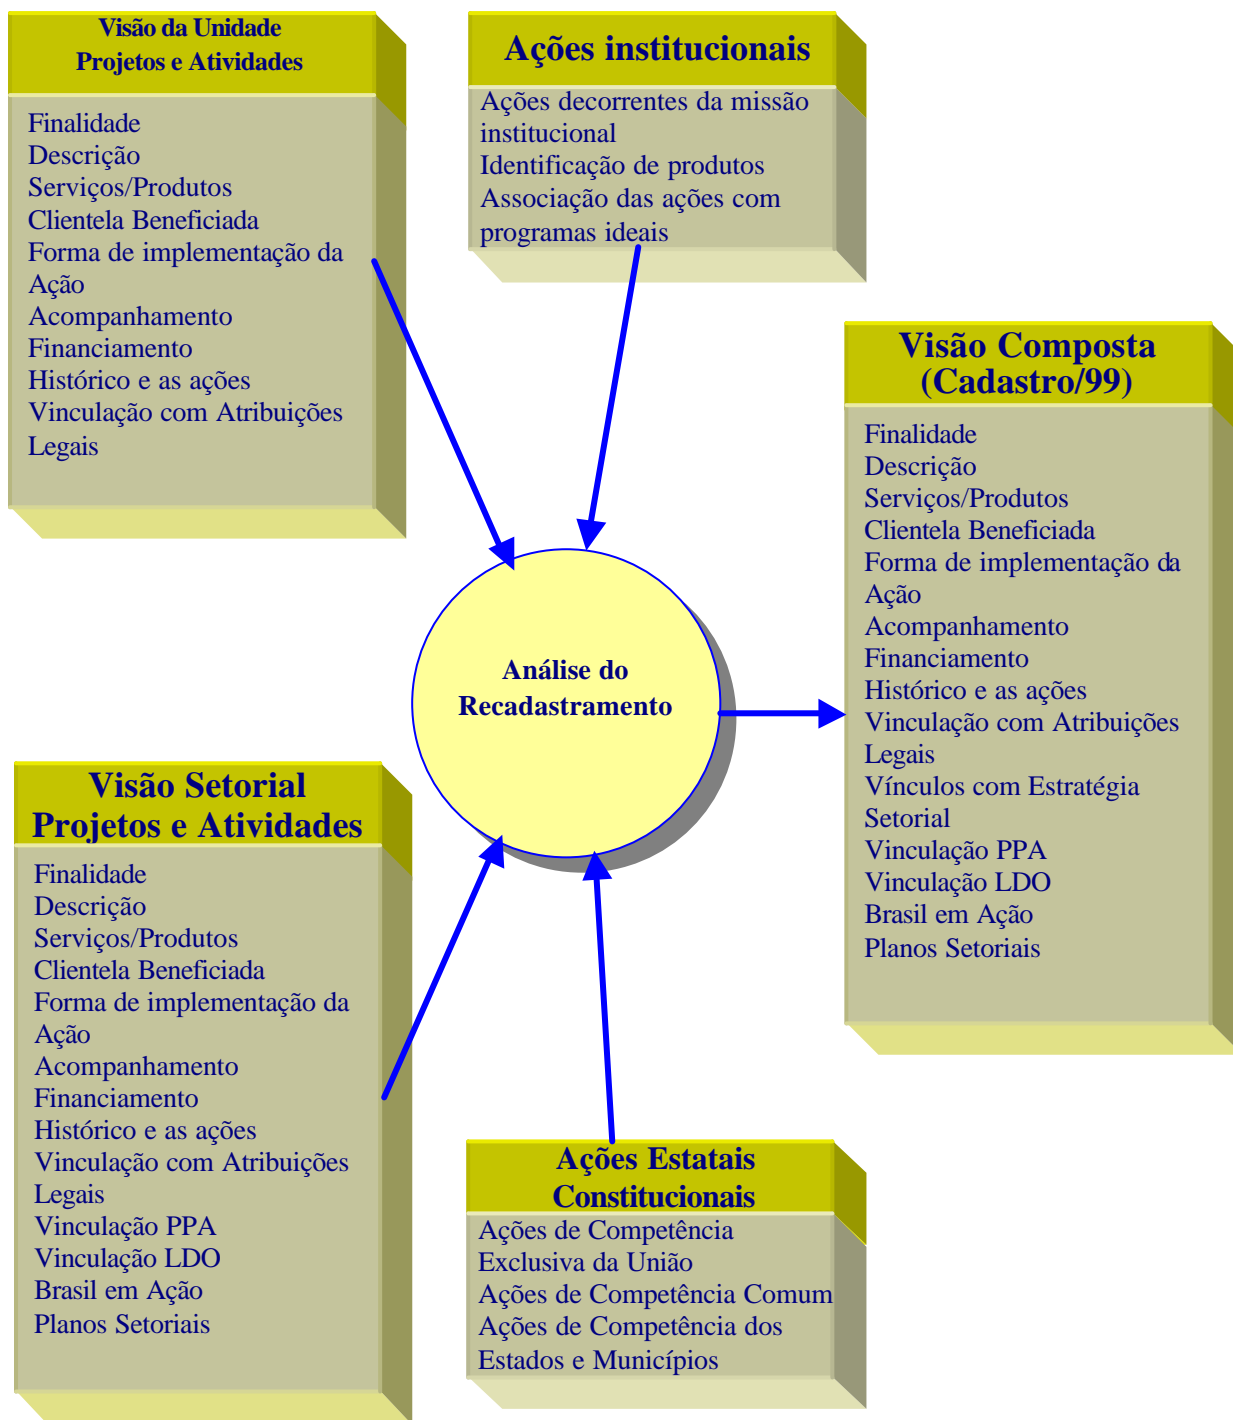 Visão da Unidade
Projetos e Atividades
Finalidade
Descrição
Serviços/Produtos
Clientela Beneficiada
Forma de implementação da
Ação
Acompanhamento
Financiamento
Histórico e as ações
Vinculação com Atribuições
Legais
Ações institucionais
Ações decorrentes da missão
institucional
Identificação de produtos
Associação das ações com
programas ideais
Visão Composta
(Cadastro/99)
Finalidade
Descrição
Serviços/Produtos
Clientela Beneficiada
Forma de implementação da
Ação
Acompanhamento
Financiamento
Histórico e as ações
Vinculação com Atribuições
Legais
Vínculos com Estratégia
Setorial
Vinculação PPA
Vinculação LDO
Brasil em Ação
Planos Setoriais
Análise do
Recadastramento
Visão Setorial
Projetos e Atividades
Finalidade
Descrição
Serviços/Produtos
Clientela Beneficiada
Forma de implementação da
Ação
Acompanhamento
Financiamento
Histórico e as ações
Vinculação com Atribuições
Legais
Vinculação PPA
Vinculação LDO
Brasil em Ação
Planos Setoriais
Ações Estatais
Constitucionais
Ações de Competência
Exclusiva da União
Ações de Competência Comum
Ações de Competência dos
Estados e Municípios